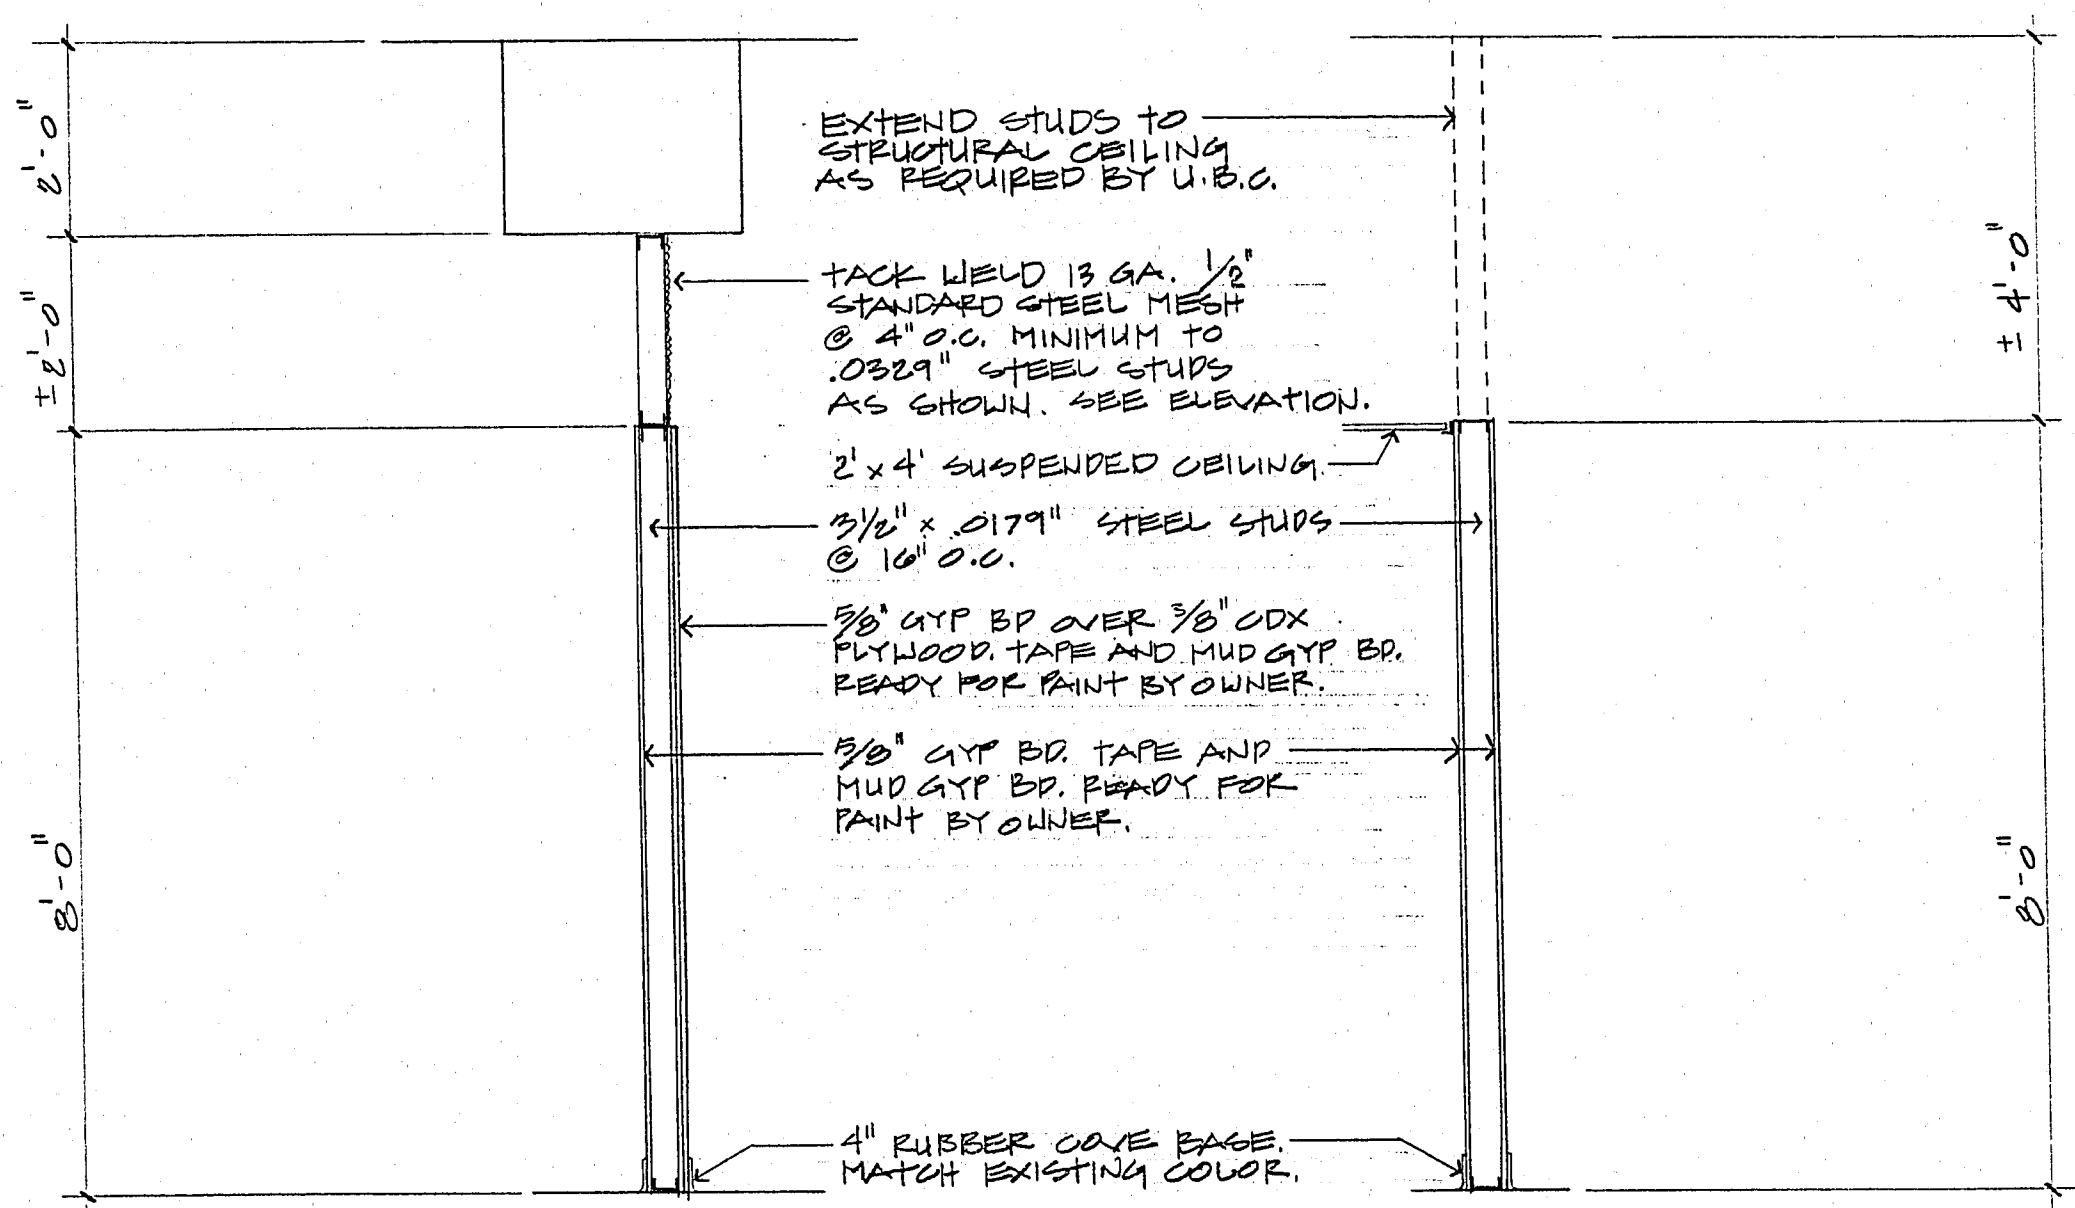 EXTEND STUDS TO
STRUCTURAL CEILING
AS REQUIRED BY U.B.C.
TACK WELD 13 GA. 1/2"
STANDARD STEEL MESH
@ 4" O.C. MINIMUM TO
.0329" STEEL STUDS
AS SHOWN. SEE ELEVATION.
2' x 4' SUSPENDED CEILING
3 1/2" x .0179" STEEL STUDS
@ 16" O.C.
5/8" GYP BD OVER 3/8" CDX
PLYWOOD. TAPE AND MUD GYP BD.
READY FOR PAINT BY OWNER.
5/8" GYP BD. TAPE AND
MUD GYP BD. READY FOR
PAINT BY OWNER.
4" RUBBER COVE BASE.
MATCH EXISTING COLOR.
2'-0"
±2'-0"
8'-0"
± 4'-0"
8'-0"